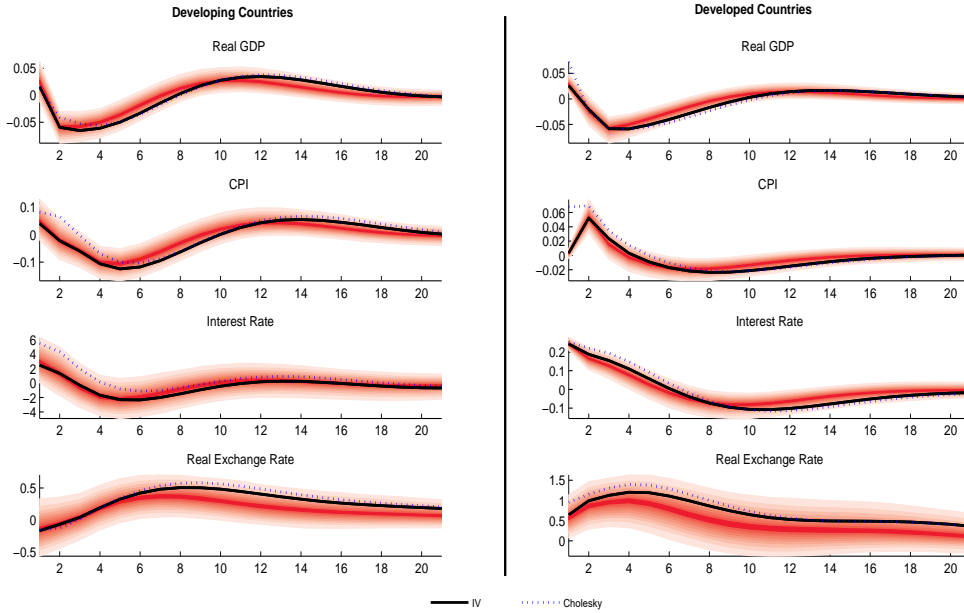 Developing Countries
Real GDP
0.05
0
−0.05
2 4 6 8 10 12 14 16 18 20
CPI
0.1
0
−0.1
2 4 6 8 10 12 14 16 18 20
Interest Rate
6
4
2
0
−2
−4
2 4 6 8 10 12 14 16 18 20
Real Exchange Rate
0.5
0
−0.5
2 4 6 8 10 12 14 16 18 20
Developed Countries
Real GDP
0.05
0
−0.05
2 4 6 8 10 12 14 16 18 20
CPI
0.06
0.04
0.02
0
−0.02
2 4 6 8 10 12 14 16 18 20
Interest Rate
0.2
0.1
0
−0.1
2 4 6 8 10 12 14 16 18 20
Real Exchange Rate
1.5
1
0.5
0
2 4 6 8 10 12 14 16 18 20
IV Cholesky